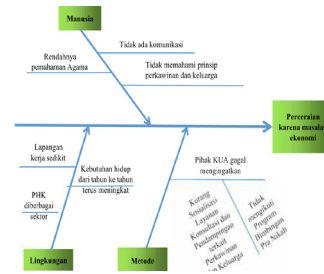 Manusia
Tidak ada komunikasi
Rendahnya
pemahaman Agama
Tidak memahami prinsip
perkawinan dan keluarga
Perceraian
karena masalah
ekonomi
Lapangan
kerja sedikit
Kebutuhan hidup
dari tahun ke tahun
terus meningkat
PHK
diberbagai
sektor
Pihak KUA gagal
mengingatkan
Kurang
Sosialisasi
Layanan
Konsultasi dan
Pendampingan
terkait
Perkawinan
dan Keluarga
Tidak
mengikuti
Program
Bimbingan
Pra Nikah
Lingkungan
Metode